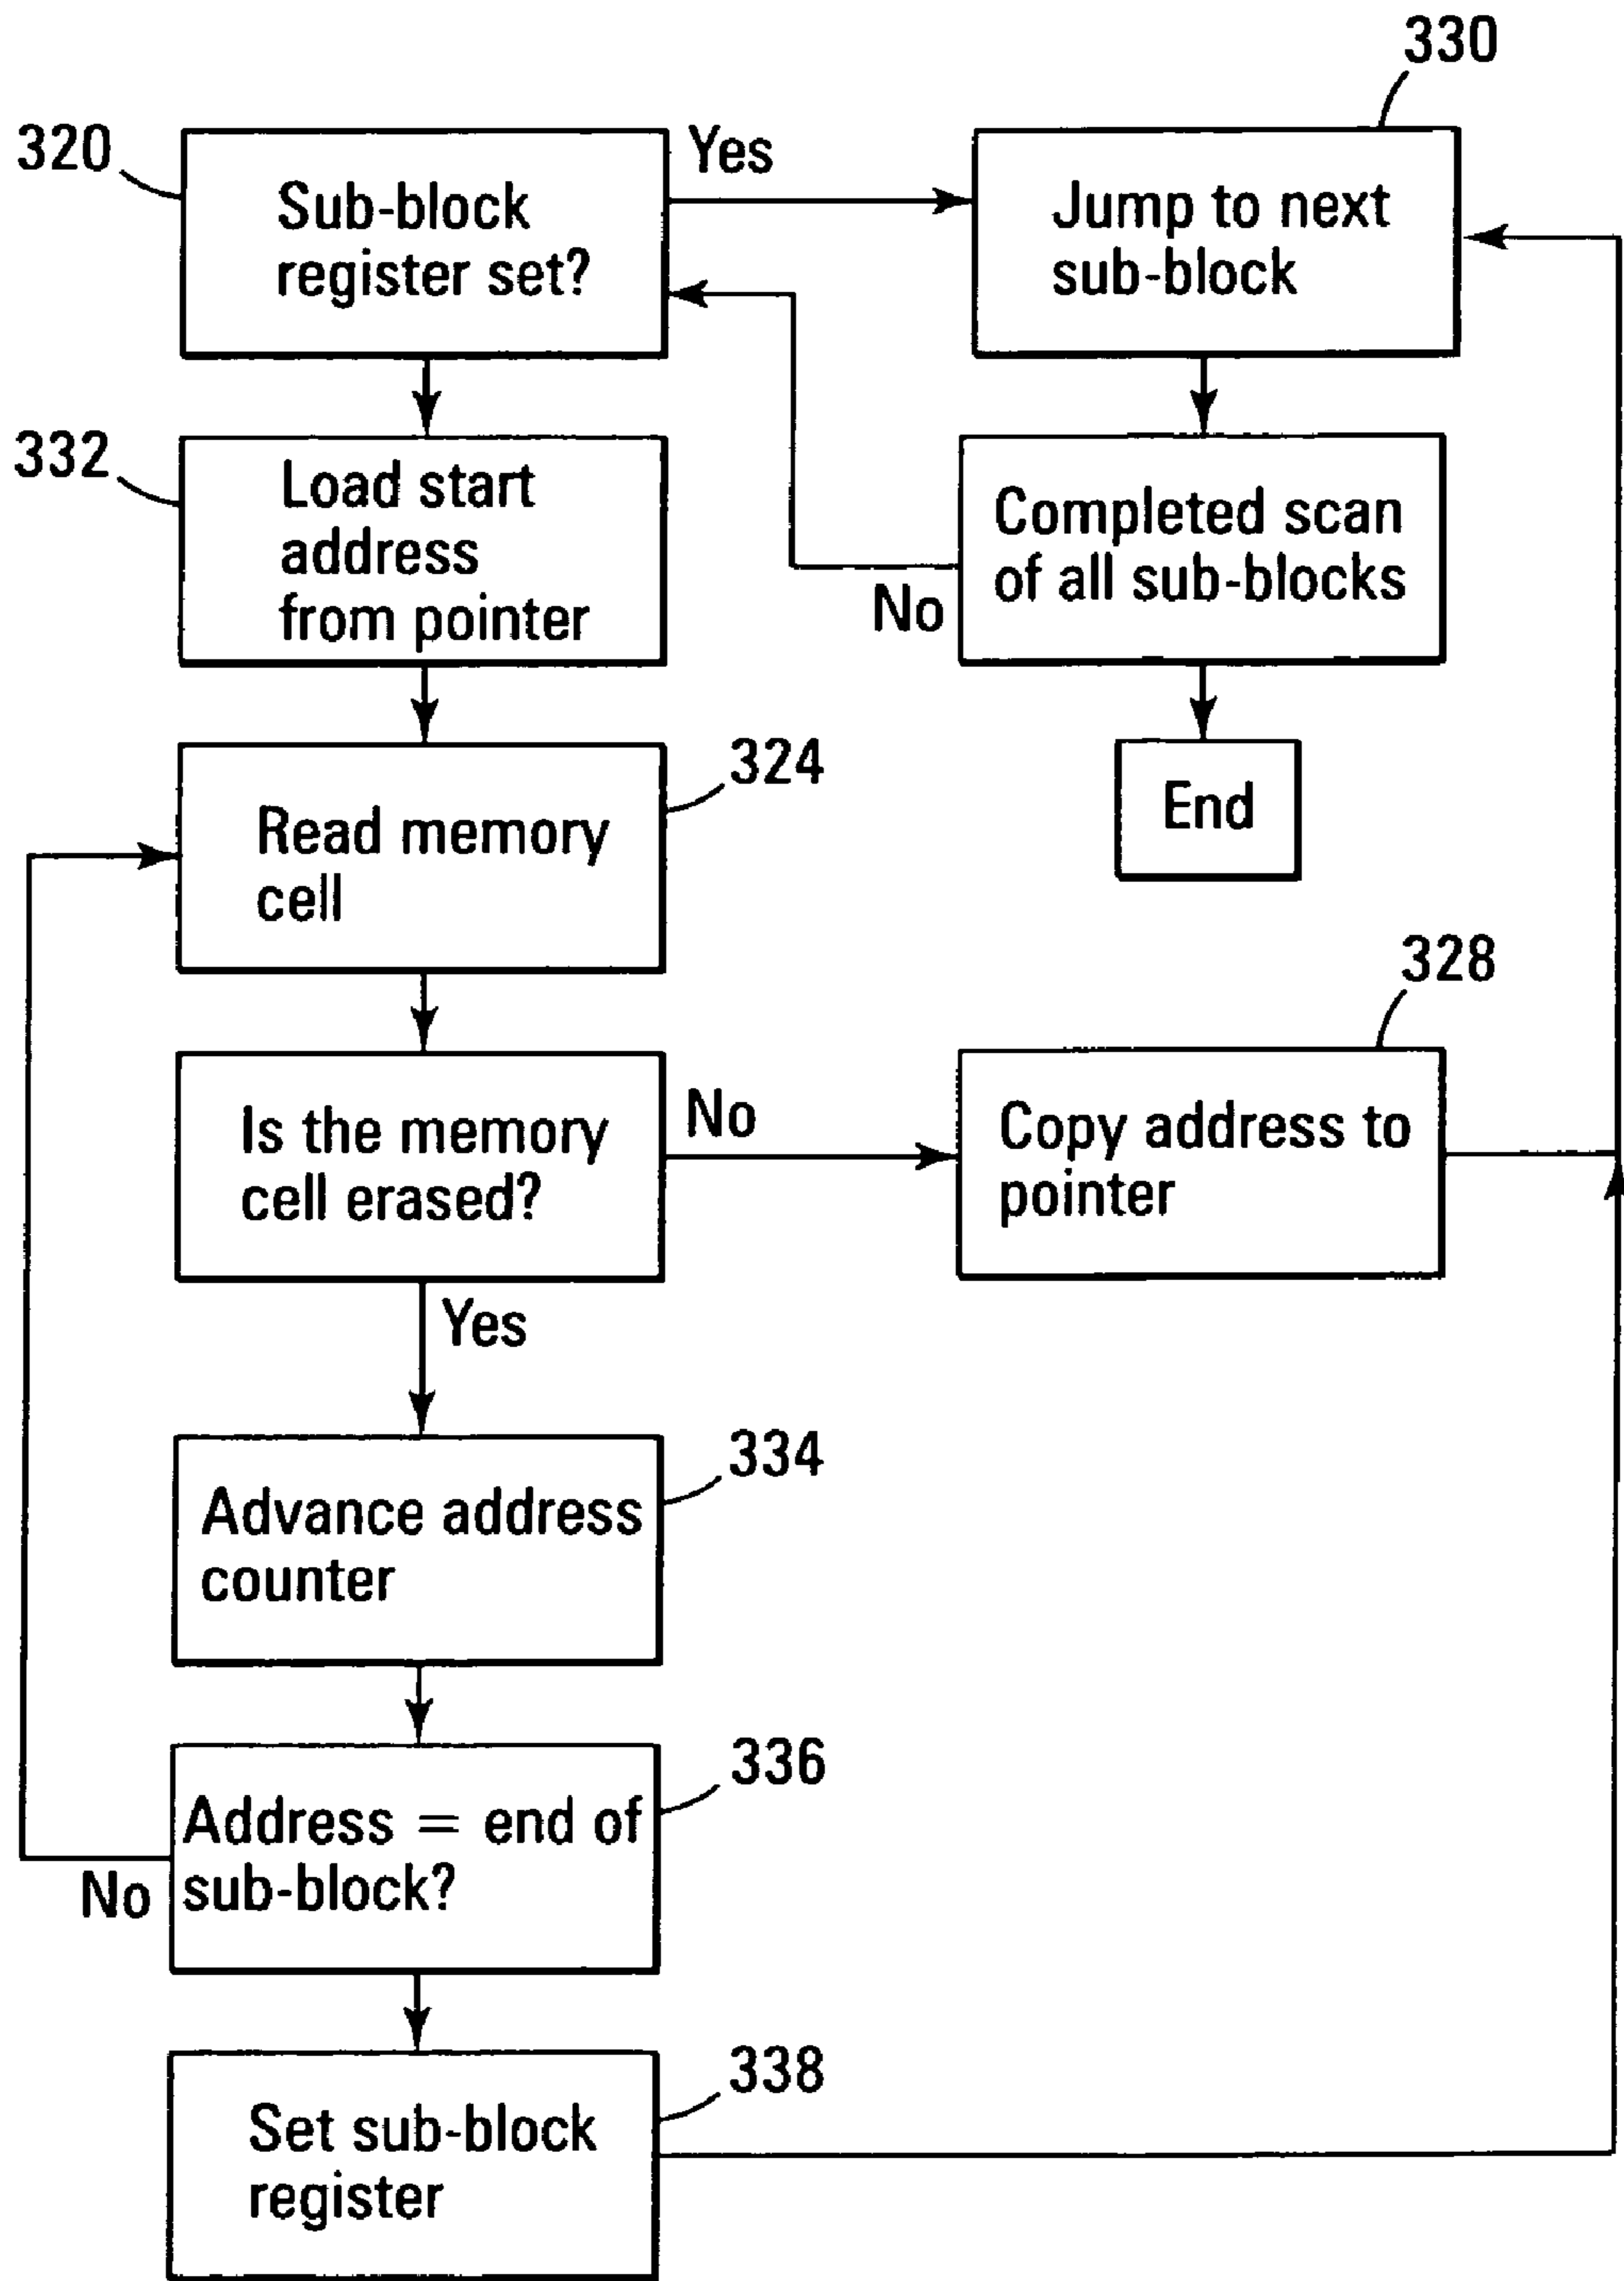 330
320
Sub-block
register set?
Yes
Jump to next
sub-block
332
Load start
address
from pointer
Completed scan
of all sub-blocks
No
324
Read memory
cell
End
328
Is the memory
cell erased?
No
Copy address to
pointer
Yes
334
Advance address
counter
336
Address = end of
sub-block?
No
338
Set sub-block
register